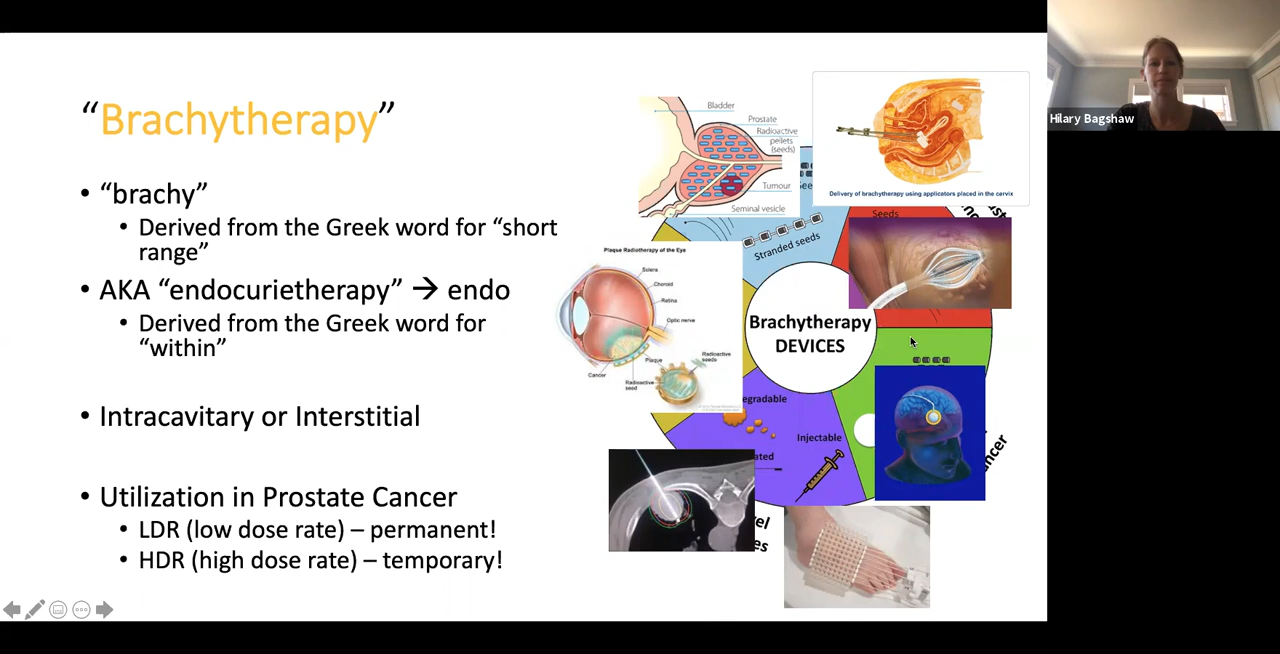 “Brachytherapy”
• “brachy”
• Derived from the Greek word for “short
range”
• AKA “endocurietherapy” → endo
• Derived from the Greek word for
“within”
• Intracavitary or Interstitial
• Utilization in Prostate Cancer
• LDR (low dose rate) – permanent!
• HDR (high dose rate) – temporary!
Bladder
Prostate
Radioactive
pellets
(seeds)
Tumour
Seminal vesicle
Delivery of brachytherapy using applicators placed in the cervix
Seeds
Stranded seeds
Plaque Radiotherapy of the Eye
Sclera
Choroid
Retina
Optic nerve
Plaque
Cancer
Radioactive
seed
Radioactive
seeds
Brachytherapy
DEVICES
egradable
Injectable
ated
ncer
vel
es
Hilary Bagshaw